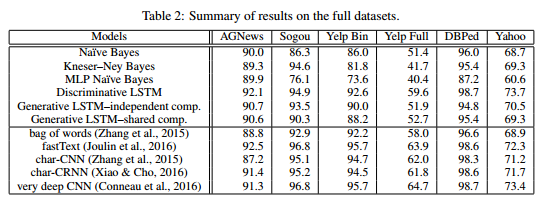 Table 2: Summary of results on the full datasets.
Models AGNews Sogou Yelp Bin Yelp Full DBPed Yahoo
Naïve Bayes 90.0 86.3 86.0 51.4 96.0 68.7
Kneser–Ney Bayes 89.3 94.6 81.8 41.7 95.4 69.3
MLP Naïve Bayes 89.9 76.1 73.6 40.4 87.2 60.6
Discriminative LSTM 92.1 94.9 92.6 59.6 98.7 73.7
Generative LSTM–independent comp. 90.7 93.5 90.0 51.9 94.8 70.5
Generative LSTM–shared comp. 90.6 90.3 88.2 52.7 95.4 69.3
bag of words (Zhang et al., 2015) 88.8 92.9 92.2 58.0 96.6 68.9
fastText (Joulin et al., 2016) 92.5 96.8 95.7 63.9 98.6 72.3
char-CNN (Zhang et al., 2015) 87.2 95.1 94.7 62.0 98.3 71.2
char-CRNN (Xiao & Cho, 2016) 91.4 95.2 94.5 61.8 98.6 71.7
very deep CNN (Conneau et al., 2016) 91.3 96.8 95.7 64.7 98.7 73.4